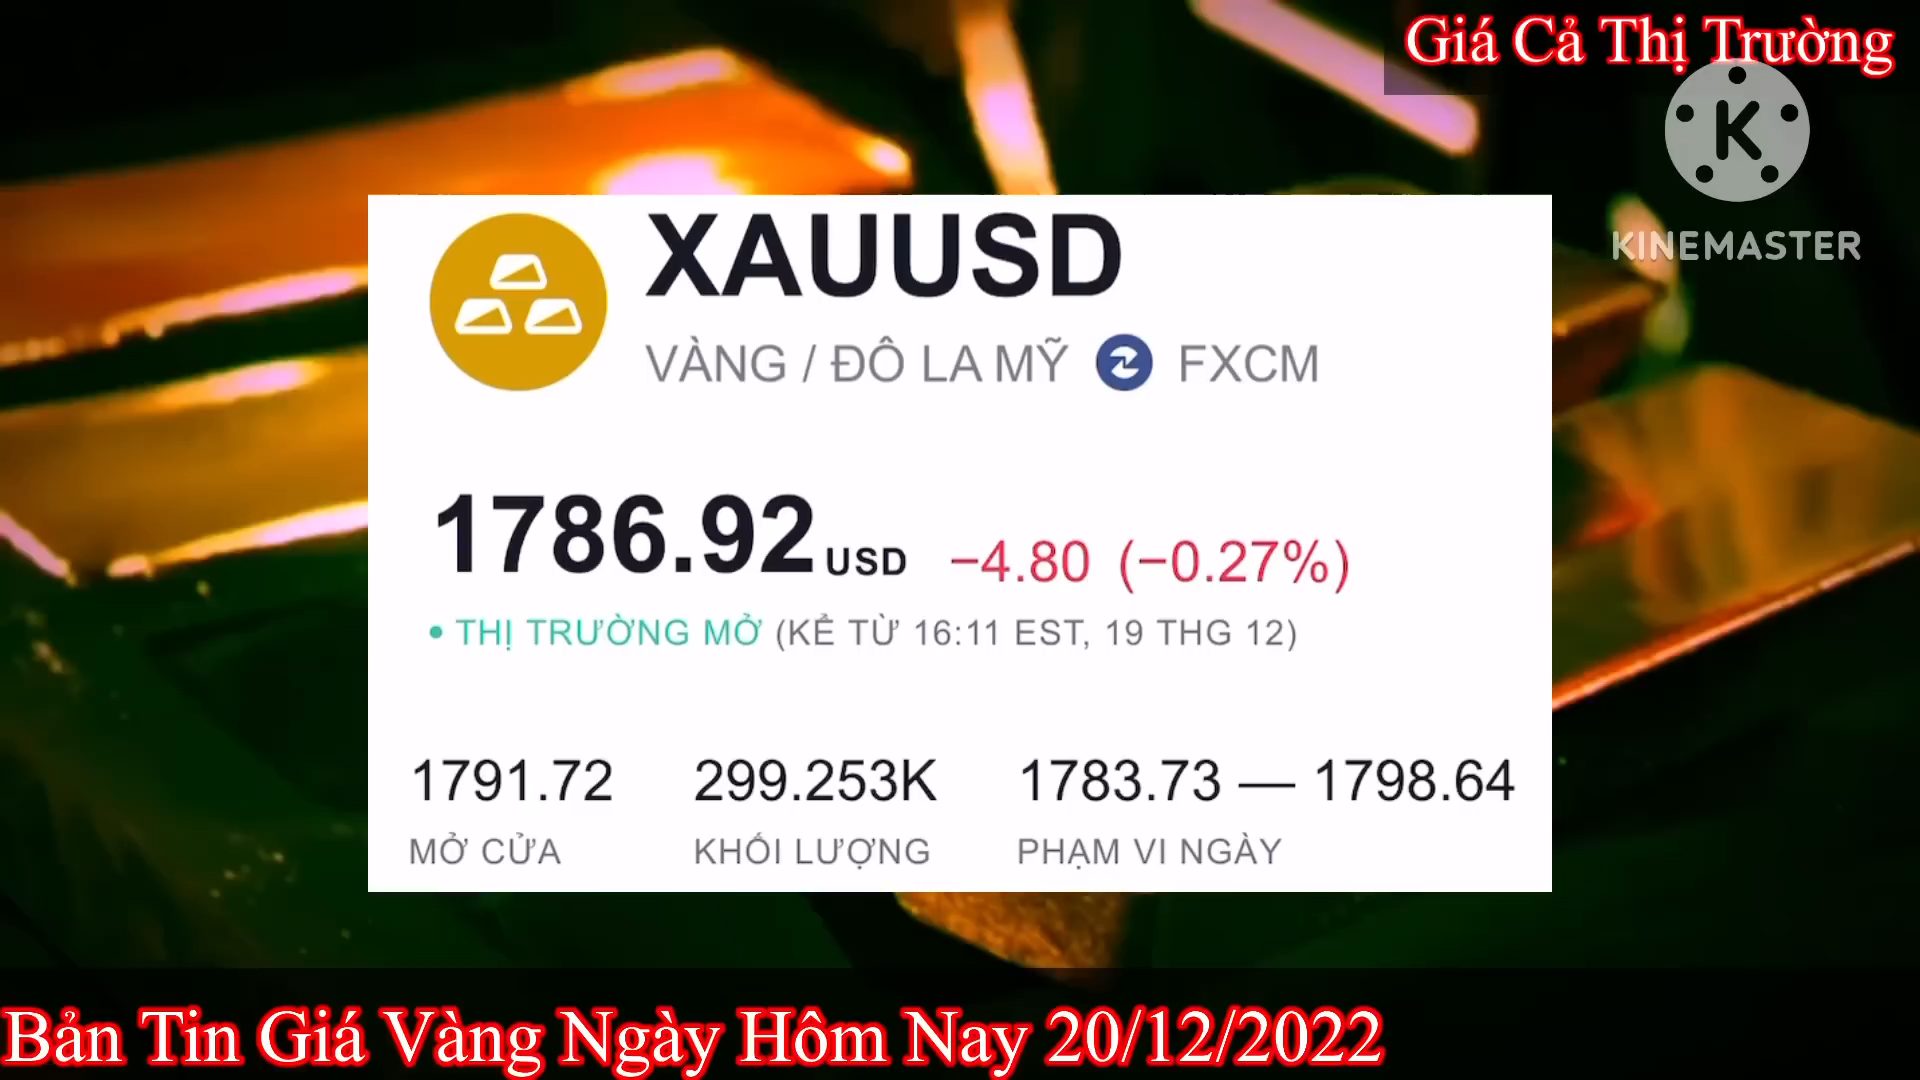 Giá Cả Thị Trường
K
KINEMASTER
XAUUSD
VÀNG / ĐÔ LA MỸ FXCM
1786.92 USD −4.80 (−0.27%)
• THỊ TRƯỜNG MỞ (KỂ TỪ 16:11 EST, 19 THG 12)
1791.72 299.253K 1783.73 — 1798.64
MỞ CỬA KHỐI LƯỢNG PHẠM VI NGÀY
Bản Tin Giá Vàng Ngày Hôm Nay 20/12/2022